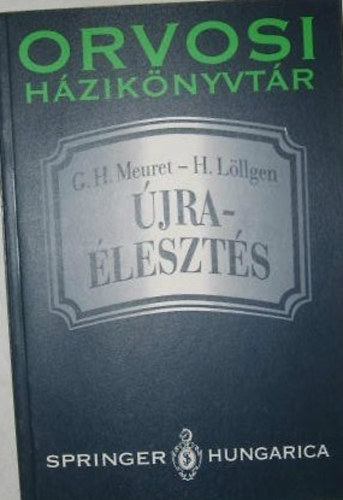 ORVOSI
HÁZIKÖNYVTÁR
G. H. Meuret – H. Löllgen
ÚJRA-
ÉLESZTÉS
SPRINGER HUNGARICA